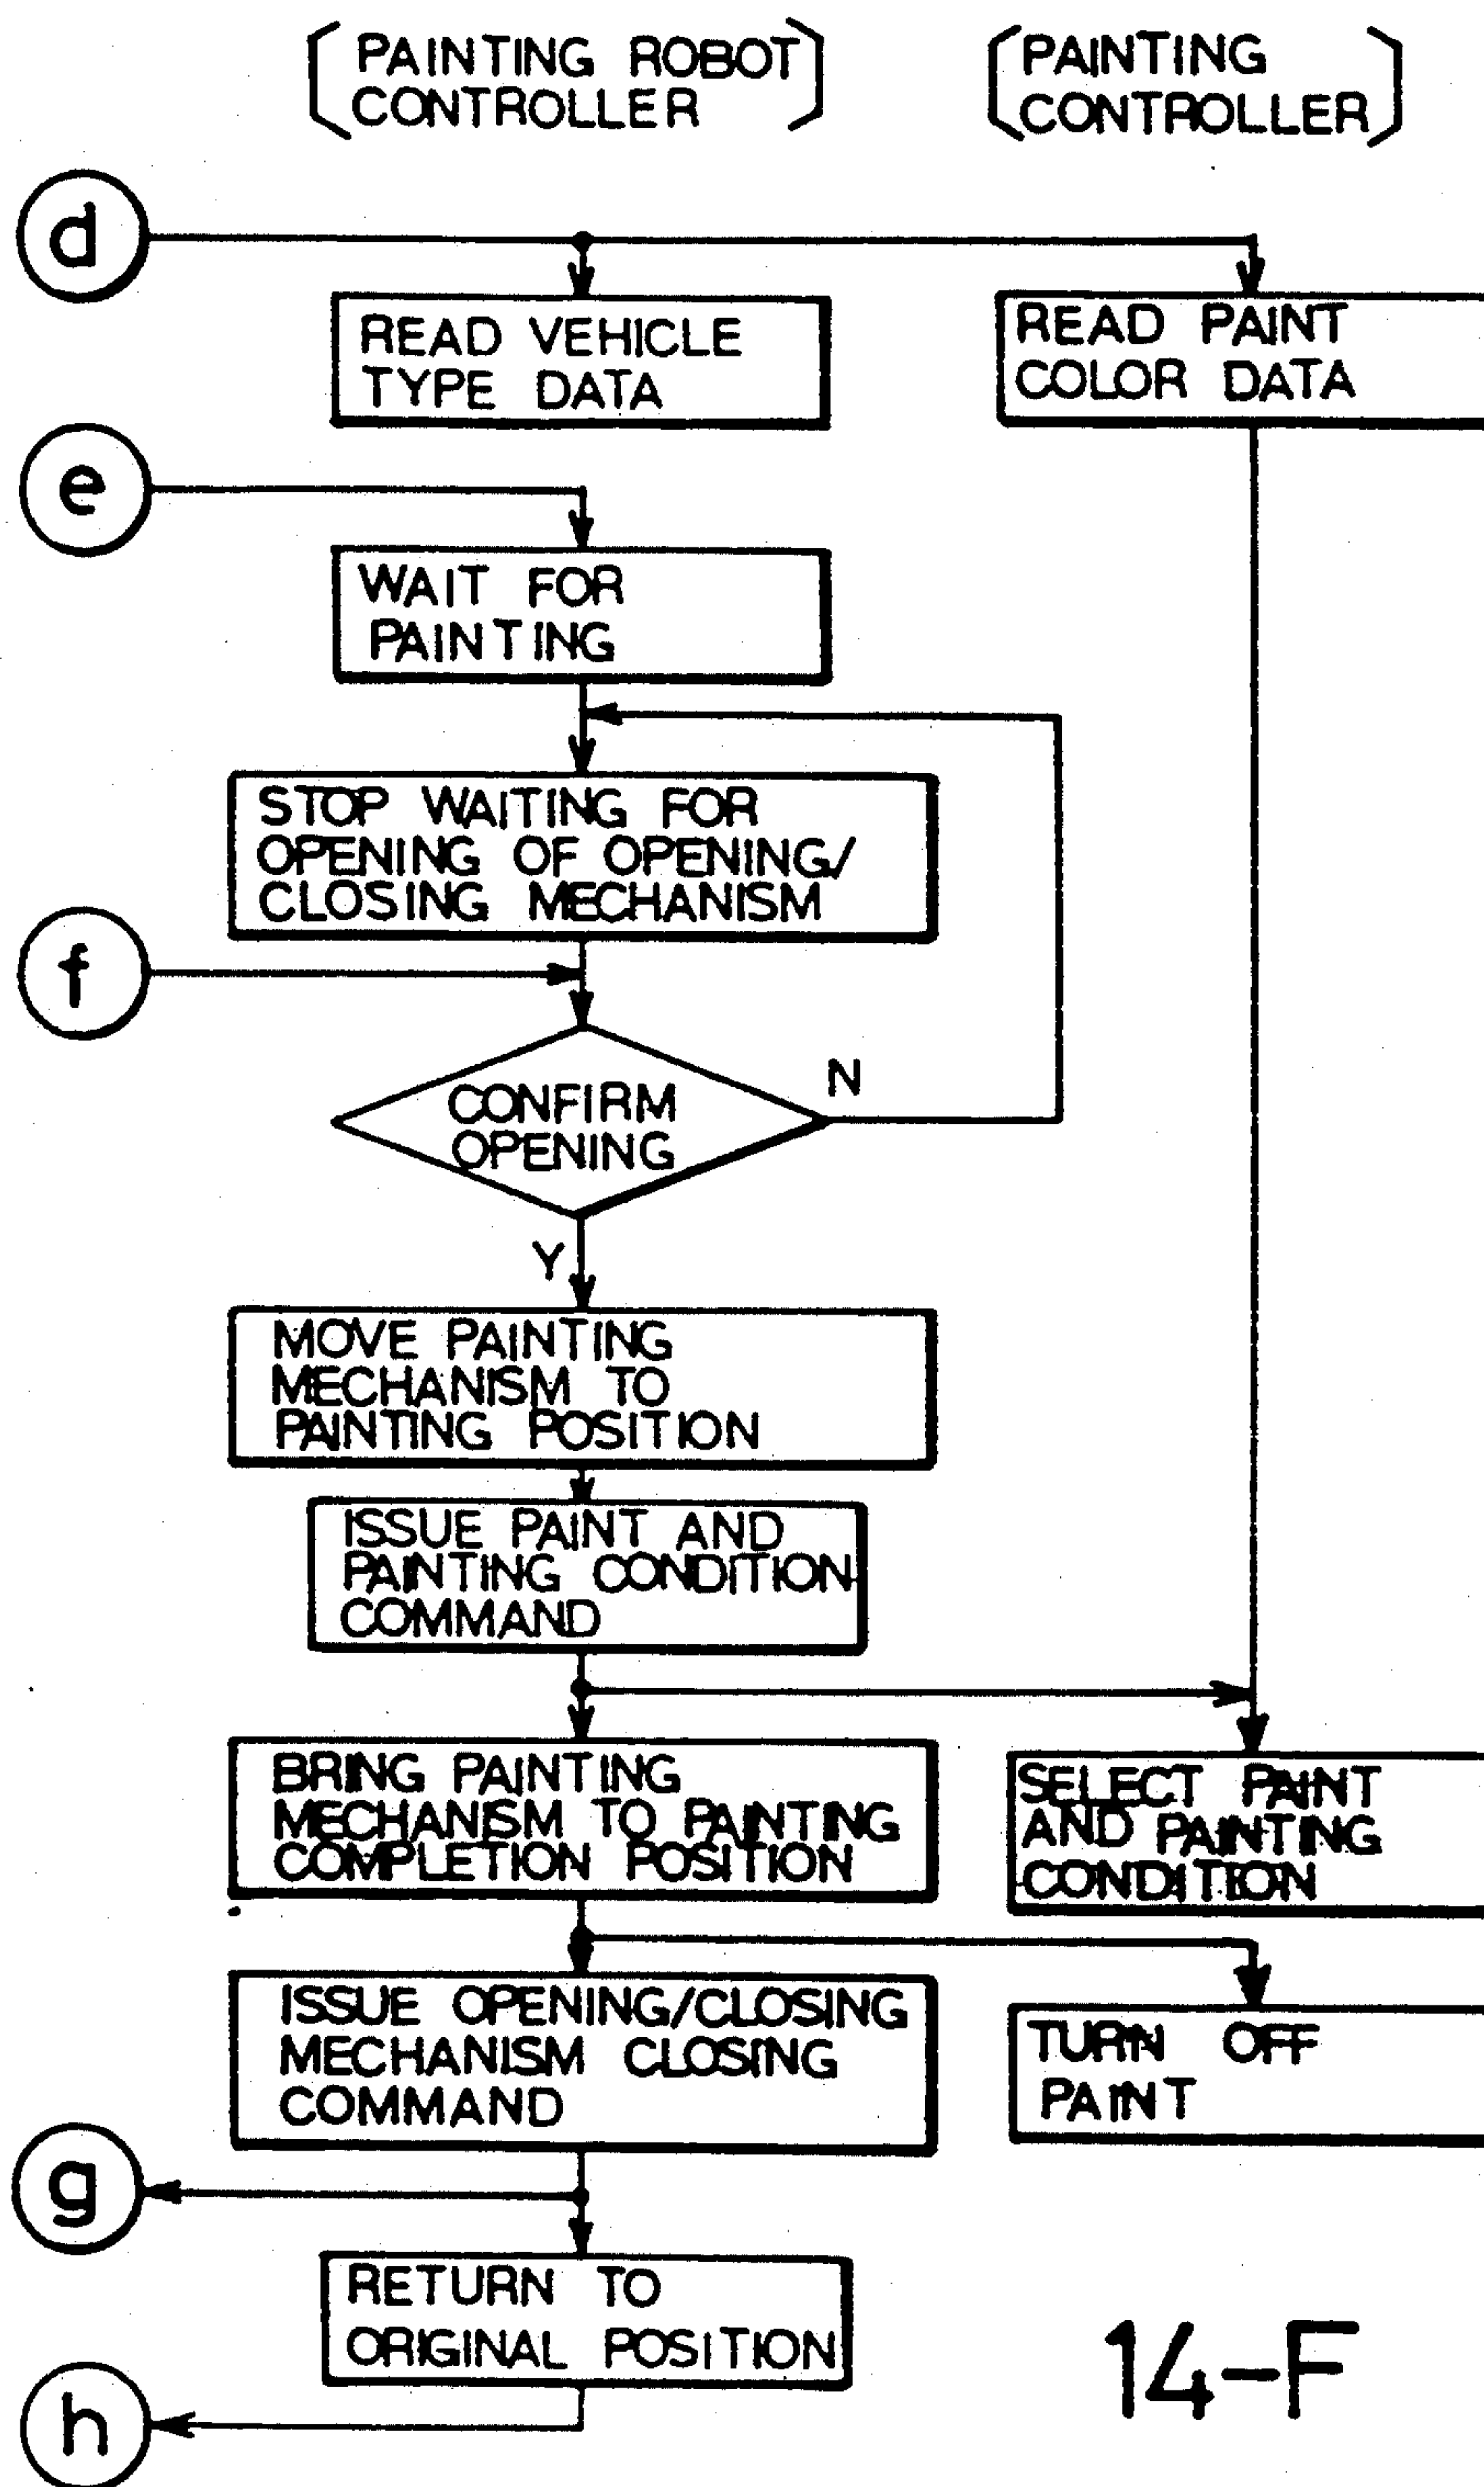 PAINTING ROBOT
CONTROLLER
PAINTING
CONTROLLER
d
READ VEHICLE
TYPE DATA
READ PAINT
COLOR DATA
e
WAIT FOR
PAINTING
STOP WAITING FOR
OPENING OF OPENING/
CLOSING MECHANISM
f
CONFIRM
OPENING
N
Y
MOVE PAINTING
MECHANISM TO
PAINTING POSITION
ISSUE PAINT AND
PAINTING CONDITION
COMMAND
BRING PAINTING
MECHANISM TO PAINTING
COMPLETION POSITION
SELECT PAINT
AND PAINTING
CONDITION
ISSUE OPENING/CLOSING
MECHANISM CLOSING
COMMAND
TURN OFF
PAINT
g
RETURN TO
ORIGINAL POSITION
h
14-F